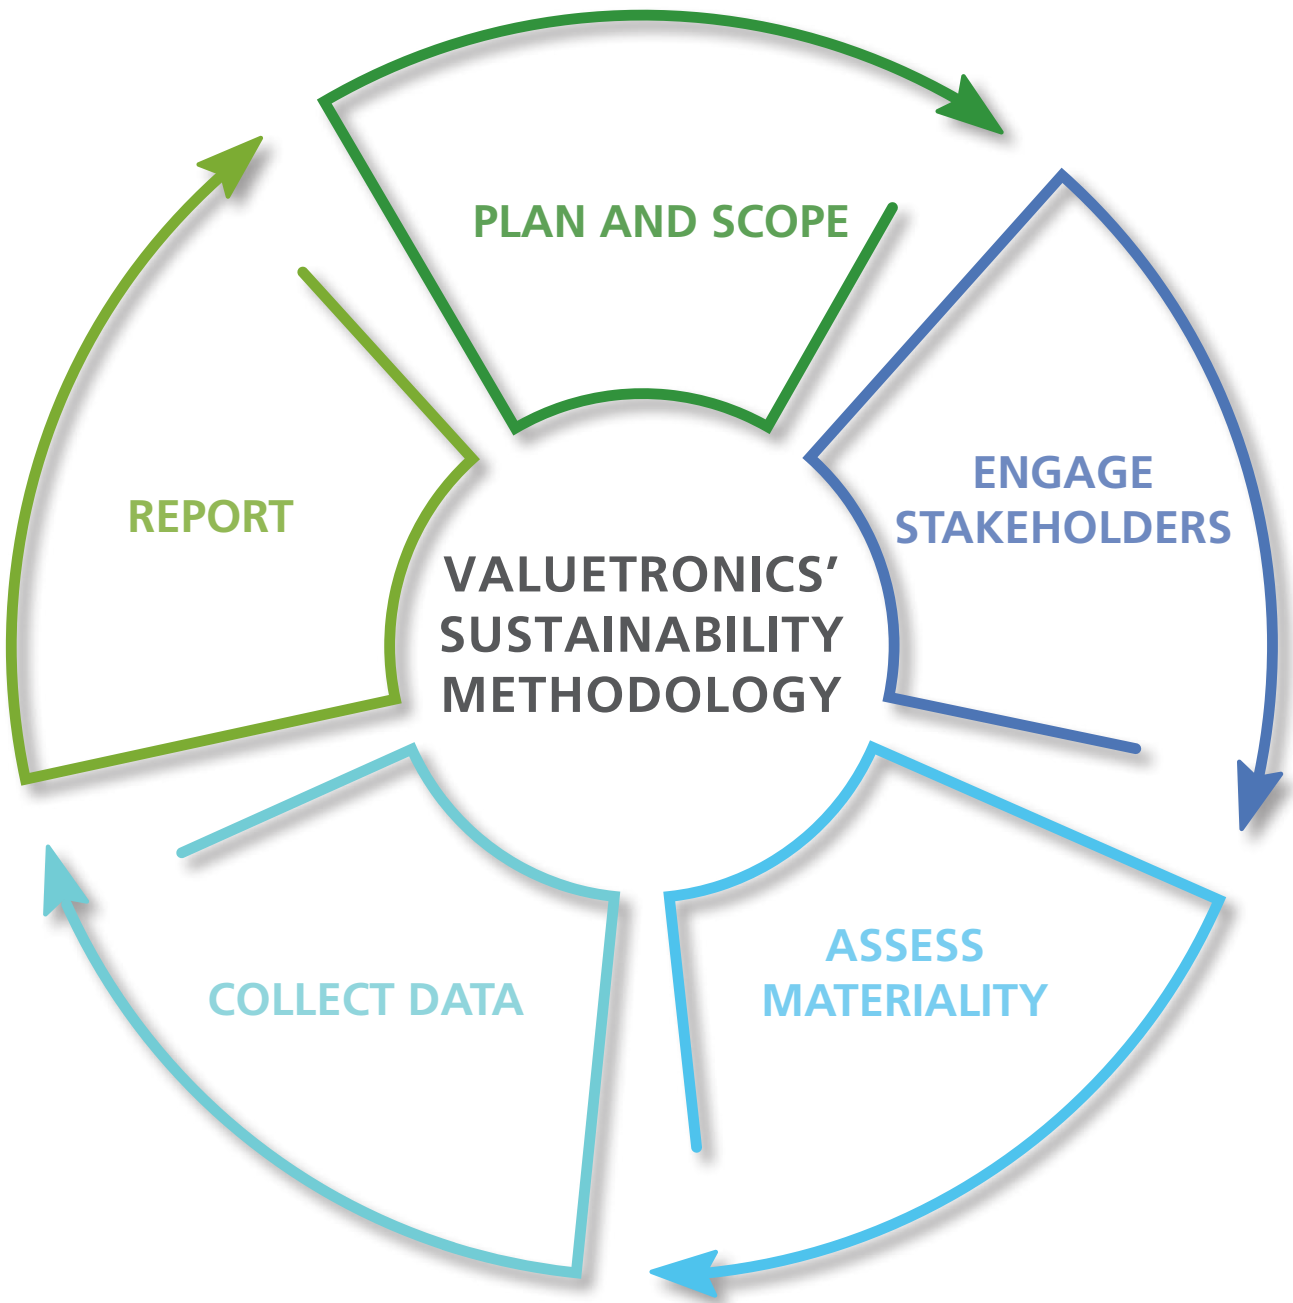 PLAN AND SCOPE
ENGAGE
STAKEHOLDERS
ASSESS
MATERIALITY
COLLECT DATA
REPORT
VALUETRONICS’
SUSTAINABILITY
METHODOLOGY